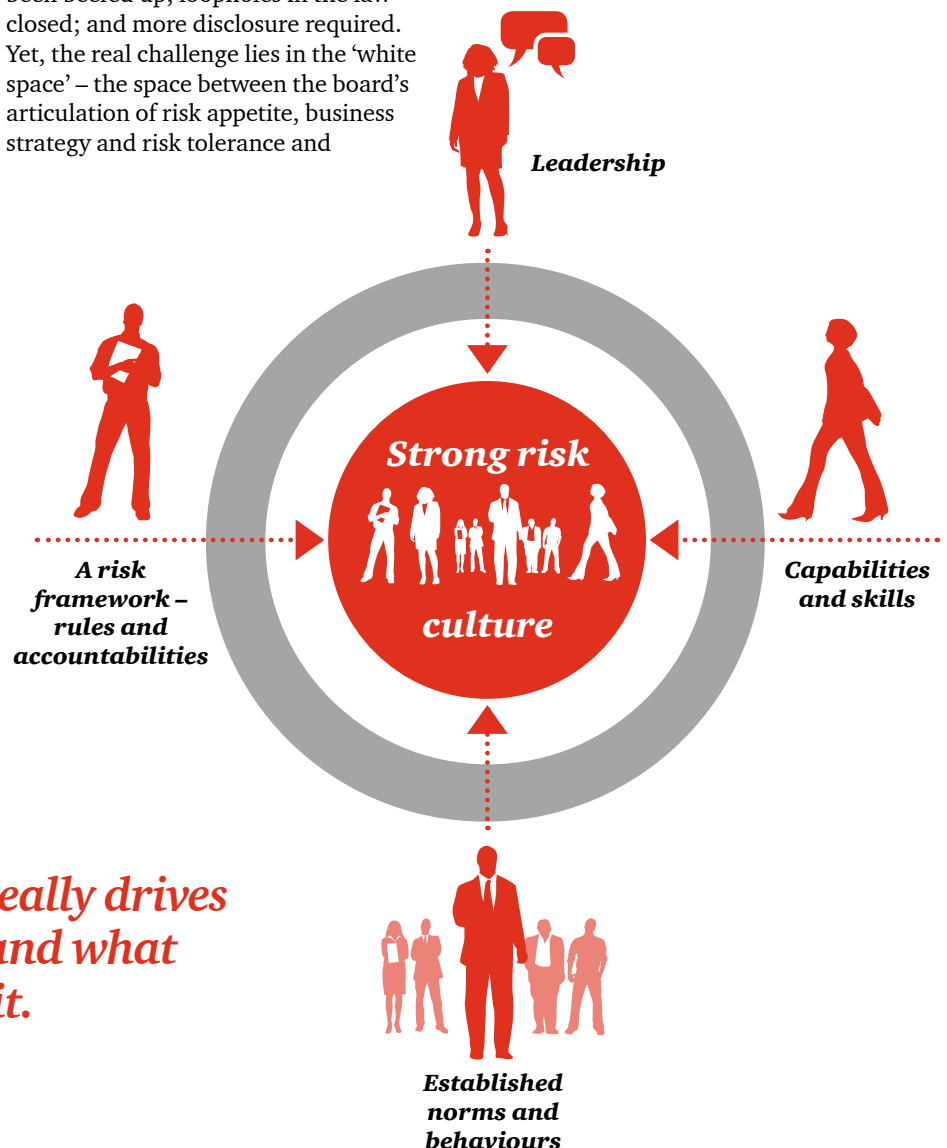 closed; and more disclosure required.
Yet, the real challenge lies in the ‘white
space’ – the space between the board’s
articulation of risk appetite, business
strategy and risk tolerance and
Leadership
Strong risk
culture
A risk
framework –
rules and
accountabilities
Capabilities
and skills
eally drives
and what
it.
Established
norms and
behaviours